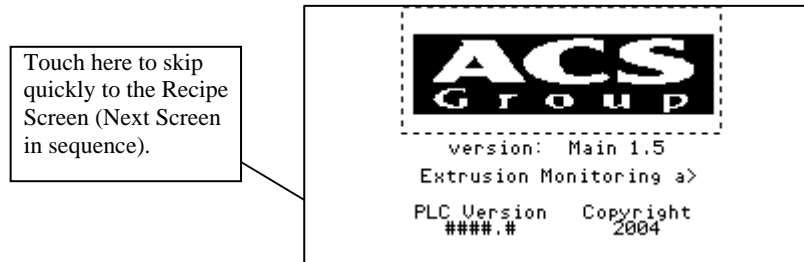 Touch here to skip
quickly to the Recipe
Screen (Next Screen
in sequence).
ACS
Group
version: Main 1.5
Extrusion Monitoring a>
PLC Version Copyright
####.# 2004